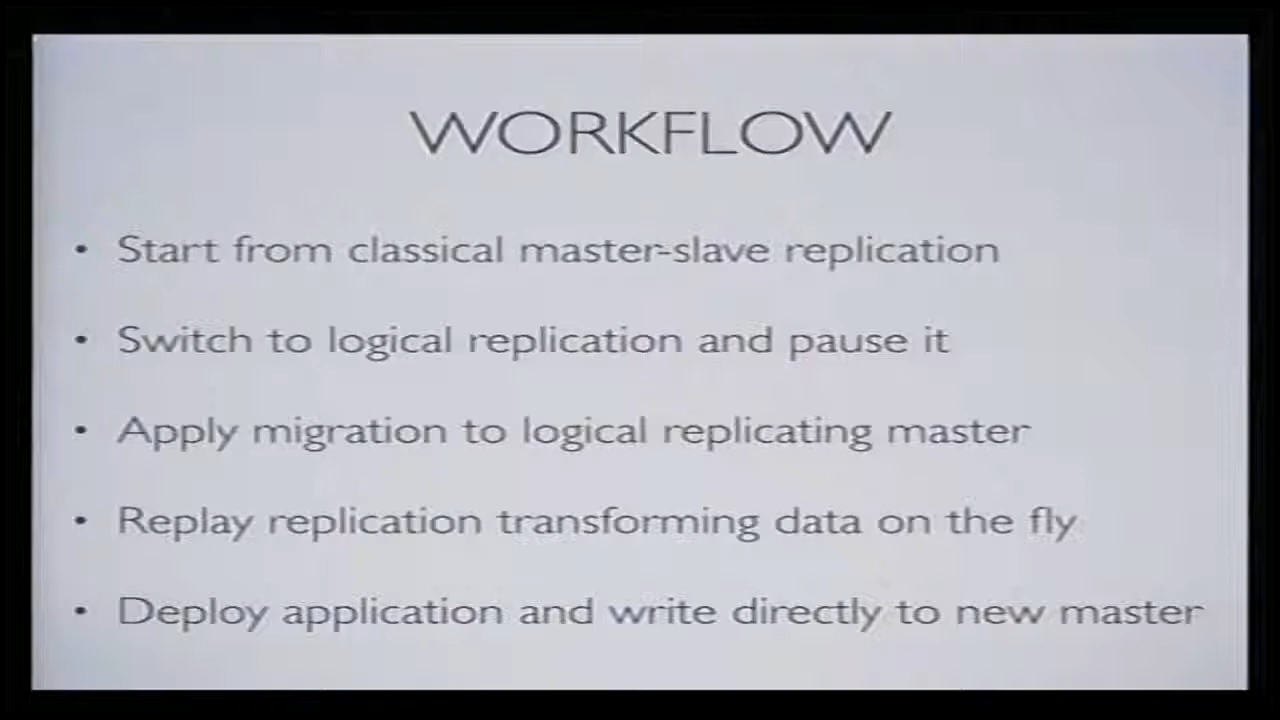 WORKFLOW
• Start from classical master-slave replication
• Switch to logical replication and pause it
• Apply migration to logical replicating master
• Replay replication transforming data on the fly
• Deploy application and write directly to new master